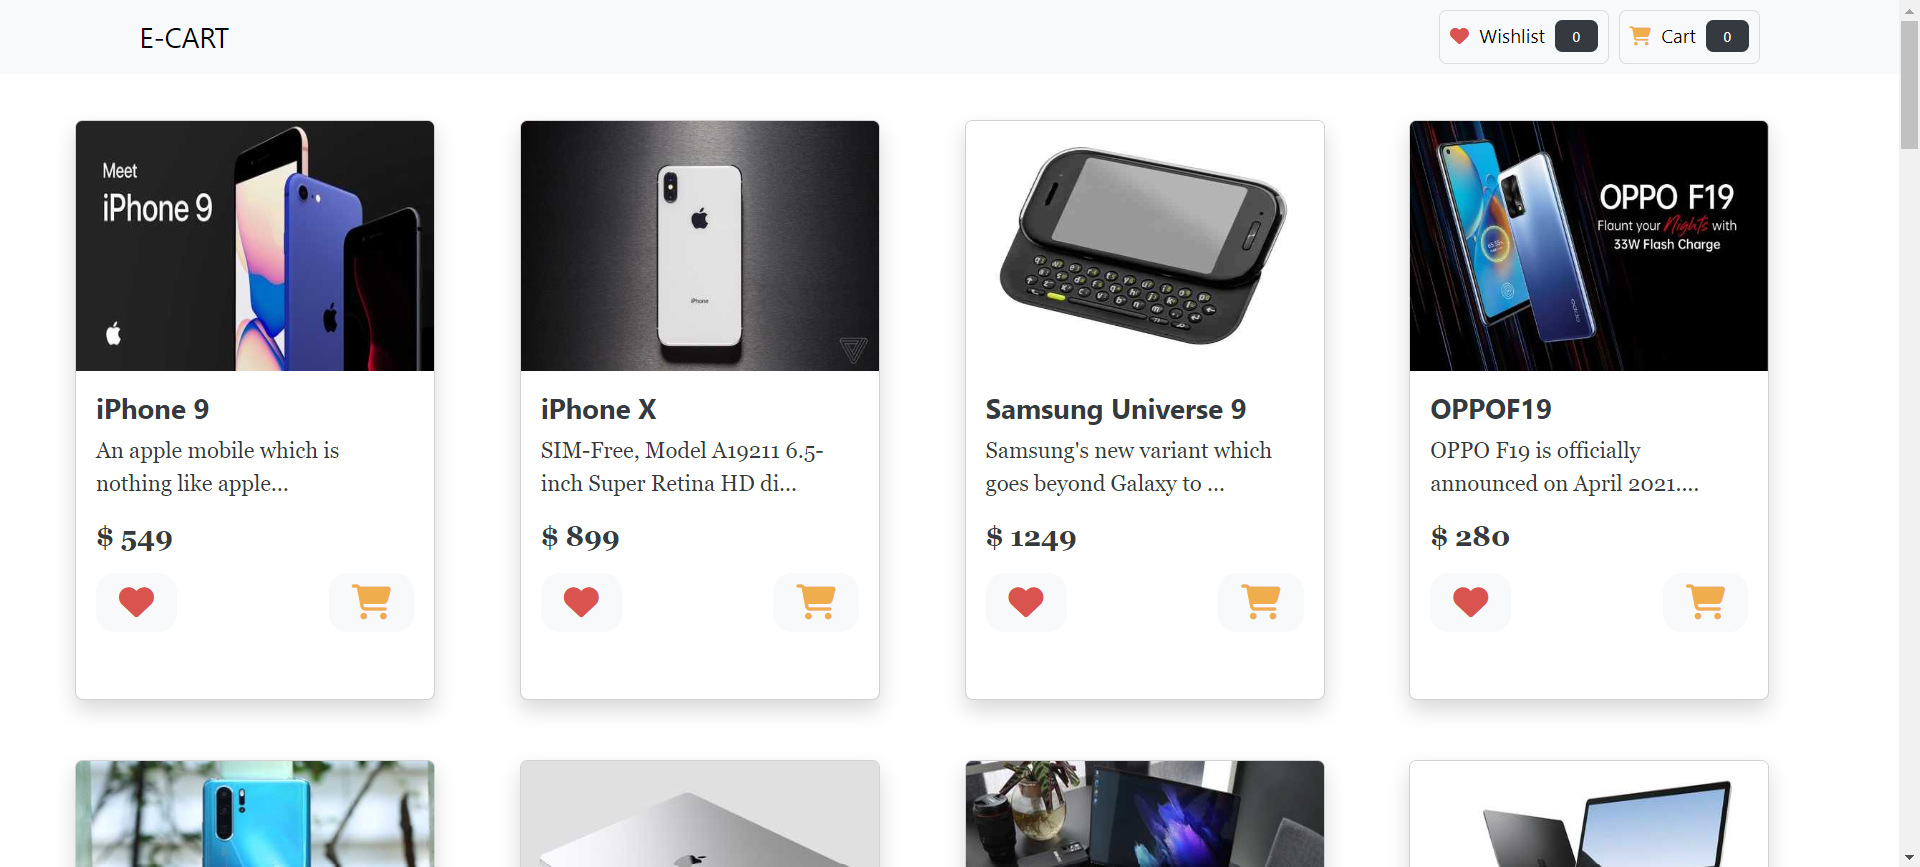 E-CART
Wishlist 0
Cart 0
Meet
iPhone 9
iPhone
OPPO F19
Flaunt your Nights with
33W Flash Charge
iPhone 9
An apple mobile which is
nothing like apple...
$ 549
iPhone X
SIM-Free, Model A19211 6.5-
inch Super Retina HD di...
$ 899
Samsung Universe 9
Samsung's new variant which
goes beyond Galaxy to ...
$ 1249
OPPOF19
OPPO F19 is officially
announced on April 2021....
$ 280